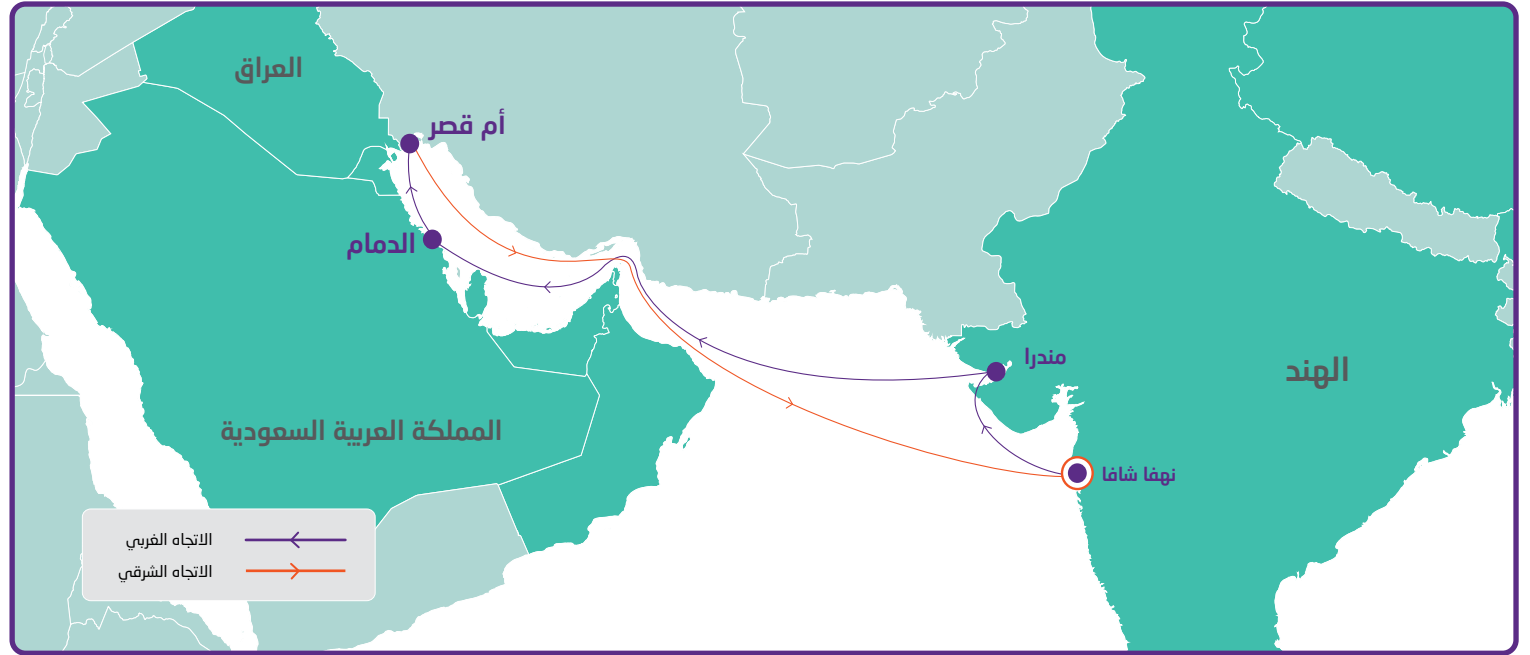 العراق
أم قصر
الدمام
مندرا
الهند
المملكة العربية السعودية
نهفا شافا
الاتجاه الغربي
الاتجاه الشرقي